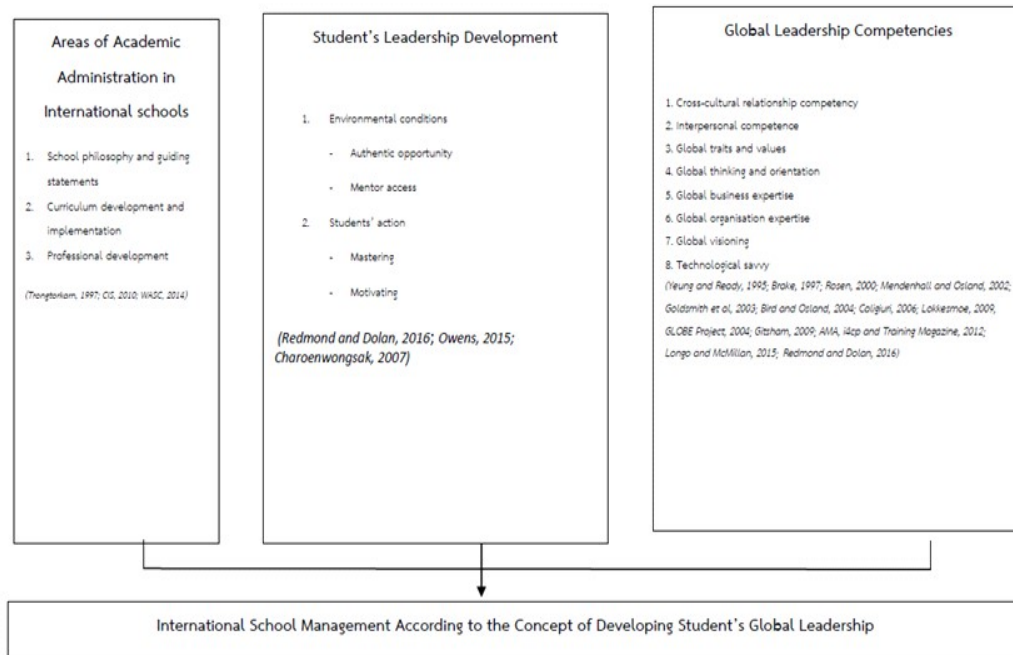 Areas of Academic
Administration in
International schools
1. School philosophy and guiding
statements
2. Curriculum development and
implementation
3. Professional development
(Trongtorkarn, 1997; CIS, 2010; WASC, 2014)
Student's Leadership Development
1. Environmental conditions
- Authentic opportunity
- Mentor access
2. Students' action
- Mastering
- Motivating
(Redmond and Dolan, 2016; Owens, 2015;
Charoenwongsak, 2007)
Global Leadership Competencies
1. Cross-cultural relationship competency
2. Interpersonal competence
3. Global traits and values
4. Global thinking and orientation
5. Global business expertise
6. Global organisation expertise
7. Global visioning
8. Technological savvy
(Yeung and Ready, 1995; Brake, 1997; Rosen, 2000; Mendenhall and Osland, 2002;
Goldsmith et al, 2003; Bird and Osland, 2004; Caligiuri, 2006; Lokkesmoe, 2009,
GLOBE Project, 2004; Gitsham, 2009; AMA, i4cp and Training Magazine, 2012;
Longo and McMillan, 2015; Redmond and Dolan, 2016)
International School Management According to the Concept of Developing Student's Global Leadership